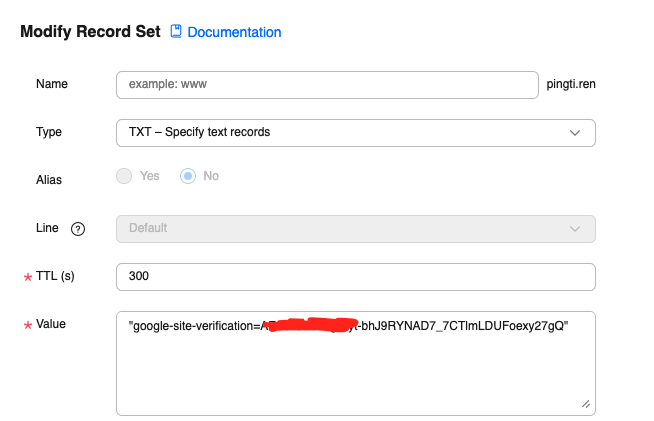 Modify Record Set Documentation
Name example: www pingti.ren
Type TXT – Specify text records
Alias Yes No
Line ? Default
* TTL (s) 300
* Value "google-site-verification=A -bhJ9RYNAD7_7CTlmLDUFoexy27gQ"